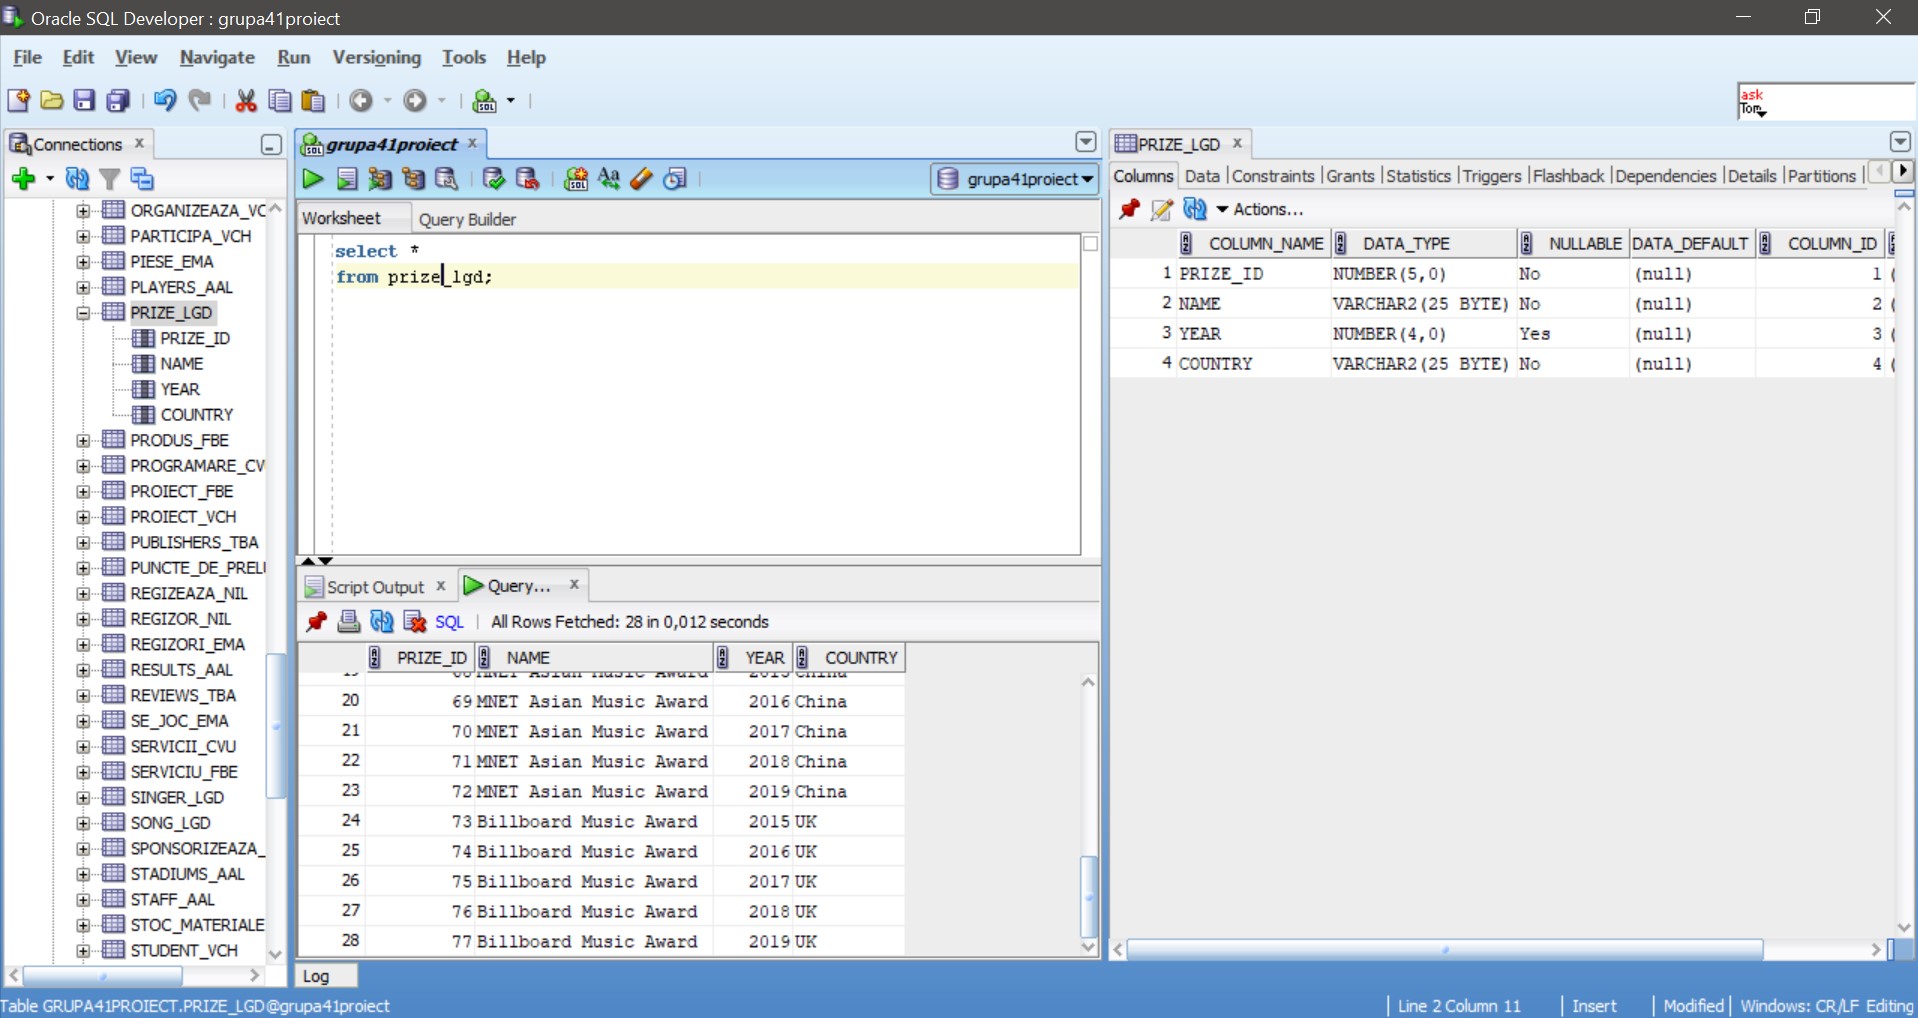 Oracle SQL Developer : grupa41proiect
File Edit View Navigate Run Versioning Tools Help
ask
Tom
Connections
ORGANIZEAZA_VC
PARTICIPA_VCH
PIESE_EMA
PLAYERS_AAL
PRIZE_LGD
PRIZE_ID
NAME
YEAR
COUNTRY
PRODUS_FBE
PROGRAMARE_CV
PROIECT_FBE
PROIECT_VCH
PUBLISHERS_TBA
PUNCTE_DE_PREL
REGIZEAZA_NIL
REGIZOR_NIL
REGIZORI_EMA
RESULTS_AAL
REVIEWS_TBA
SE_JOC_EMA
SERVICII_CVU
SERVICIU_FBE
SINGER_LGD
SONG_LGD
SPONSORIZEAZA_
STADIUMS_AAL
STAFF_AAL
STOC_MATERIALE
STUDENT_VCH
grupa41proiect
grupa41proiect
Worksheet Query Builder
select *
from prize_lgd;
Script Output Query...
SQL All Rows Fetched: 28 in 0,012 seconds
PRIZE_ID NAME YEAR COUNTRY
20 69 MNET Asian Music Award 2016 China
21 70 MNET Asian Music Award 2017 China
22 71 MNET Asian Music Award 2018 China
23 72 MNET Asian Music Award 2019 China
24 73 Billboard Music Award 2015 UK
25 74 Billboard Music Award 2016 UK
26 75 Billboard Music Award 2017 UK
27 76 Billboard Music Award 2018 UK
28 77 Billboard Music Award 2019 UK
Log
PRIZE_LGD
Columns Data Constraints Grants Statistics Triggers Flashback Dependencies Details Partitions
Actions...
COLUMN_NAME DATA_TYPE NULLABLE DATA_DEFAULT COLUMN_ID
1 PRIZE_ID NUMBER(5,0) No (null) 1 (
2 NAME VARCHAR2(25 BYTE) No (null) 2 (
3 YEAR NUMBER(4,0) Yes (null) 3 (
4 COUNTRY VARCHAR2(25 BYTE) No (null) 4 (
Table GRUPA41PROIECT.PRIZE_LGD@grupa41proiect
Line 2 Column 11 Insert Modified Windows: CR/LF Editing